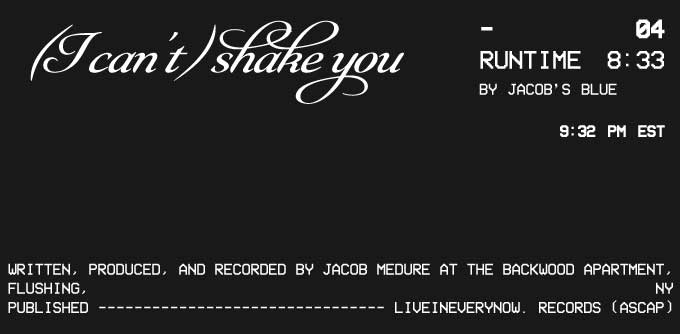 (I can't) shake you
- 04
RUNTIME 8:33
BY JACOB'S BLUE
9:32 PM EST
WRITTEN, PRODUCED, AND RECORDED BY JACOB MEDURE AT THE BACKWOOD APARTMENT,
FLUSHING, NY
PUBLISHED -------------------------------- LIVEINEVERYNOW. RECORDS (ASCAP)